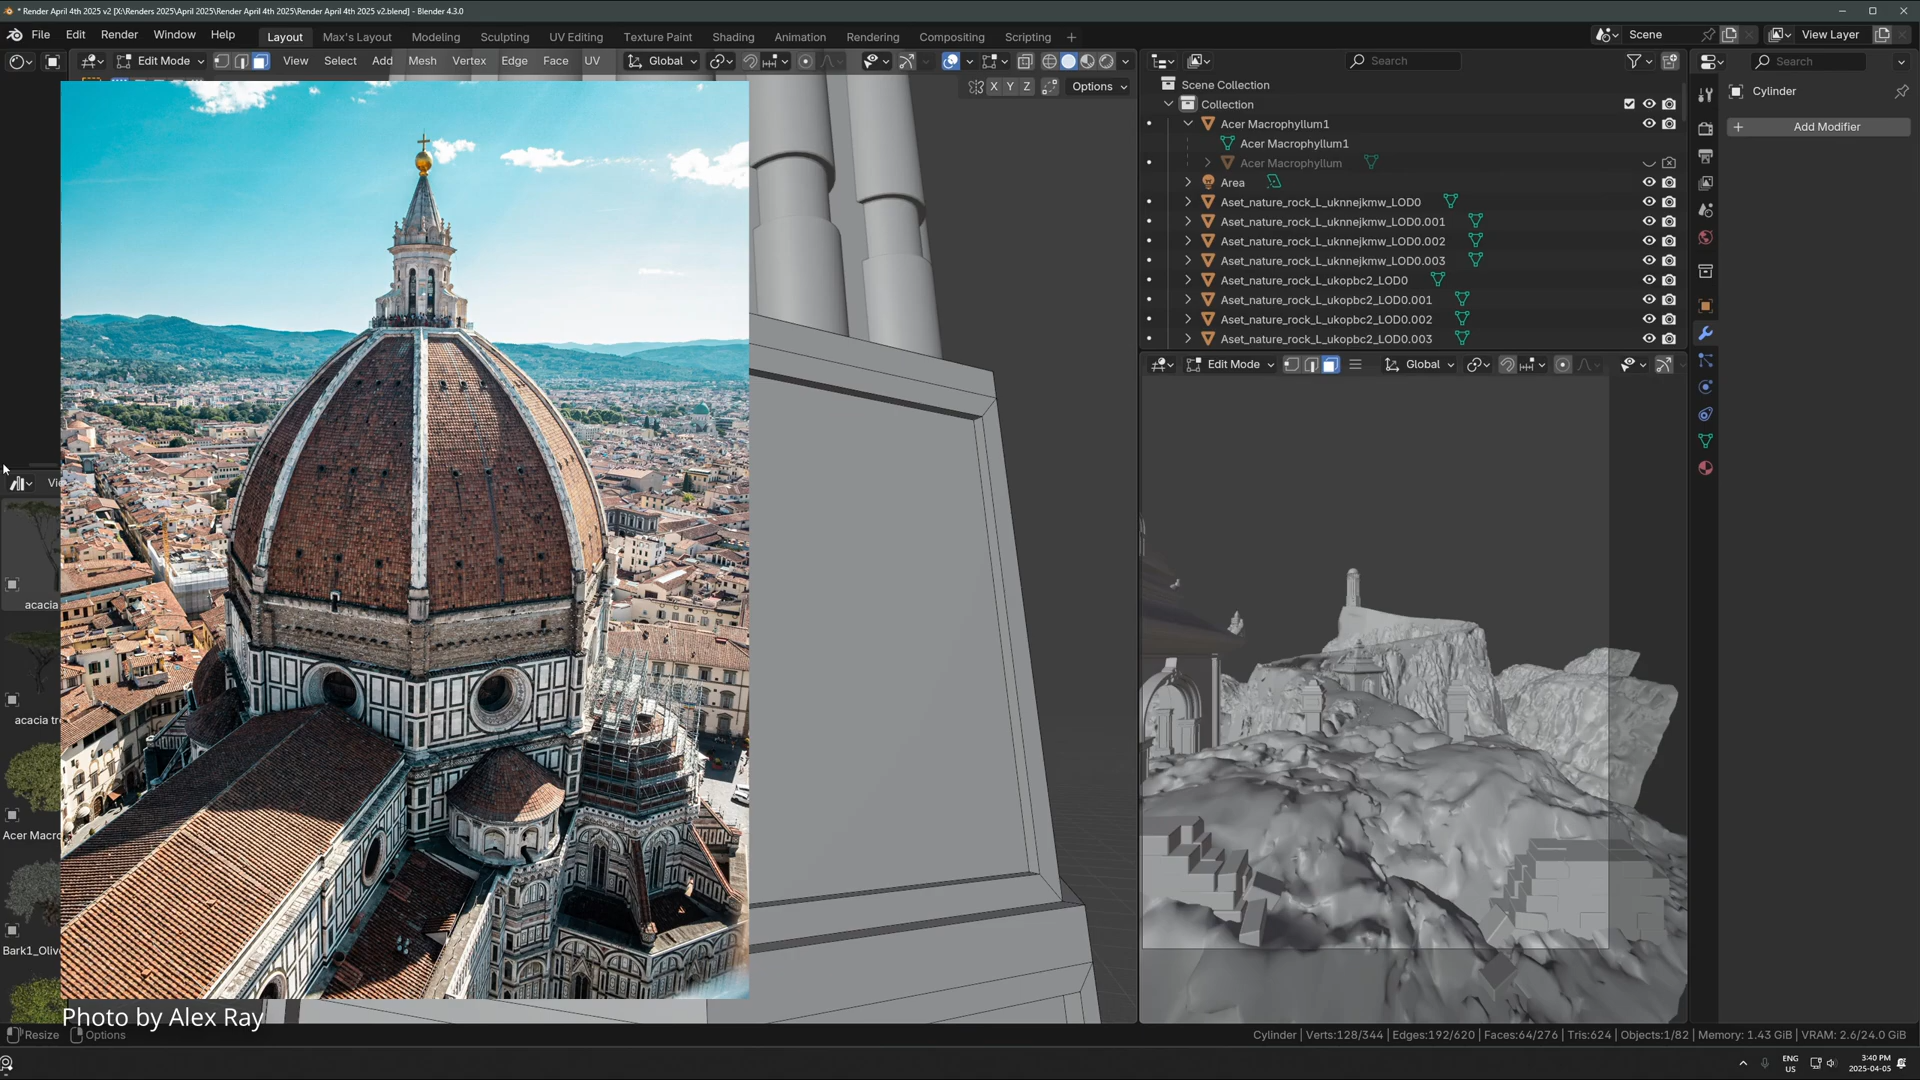 * Render April 4th 2025 v2 [X:\Renders 2025\April 2025\Render April 4th 2025\Render April 4th 2025 v2.blend] - Blender 4.3.0
File Edit Render Window Help Layout Max's Layout Modeling Sculpting UV Editing Texture Paint Shading Animation Rendering Compositing Scripting + Scene View Layer
Edit Mode View Select Add Mesh Vertex Edge Face UV Global Search Search
X Y Z Options
Scene Collection
Cylinder
Collection
Acer Macrophyllum1
Add Modifier
Acer Macrophyllum1
Acer Macrophyllum
Area
Aset_nature_rock_L_uknnejkmw_LOD0
Aset_nature_rock_L_uknnejkmw_LOD0.001
Aset_nature_rock_L_uknnejkmw_LOD0.002
Aset_nature_rock_L_uknnejkmw_LOD0.003
Aset_nature_rock_L_ukopbc2_LOD0
Aset_nature_rock_L_ukopbc2_LOD0.001
Aset_nature_rock_L_ukopbc2_LOD0.002
Aset_nature_rock_L_ukopbc2_LOD0.003
Edit Mode Global
acacia
acacia tr
Acer Macro
Bark1_Oliv
Photo by Alex Ray
Resize Options
Cylinder | Verts:128/344 | Edges:192/620 | Faces:64/276 | Tris:624 | Objects:1/82 | Memory: 1.43 GiB | VRAM: 2.6/24.0 GiB
ENG
US
3:40 PM
2025-04-05